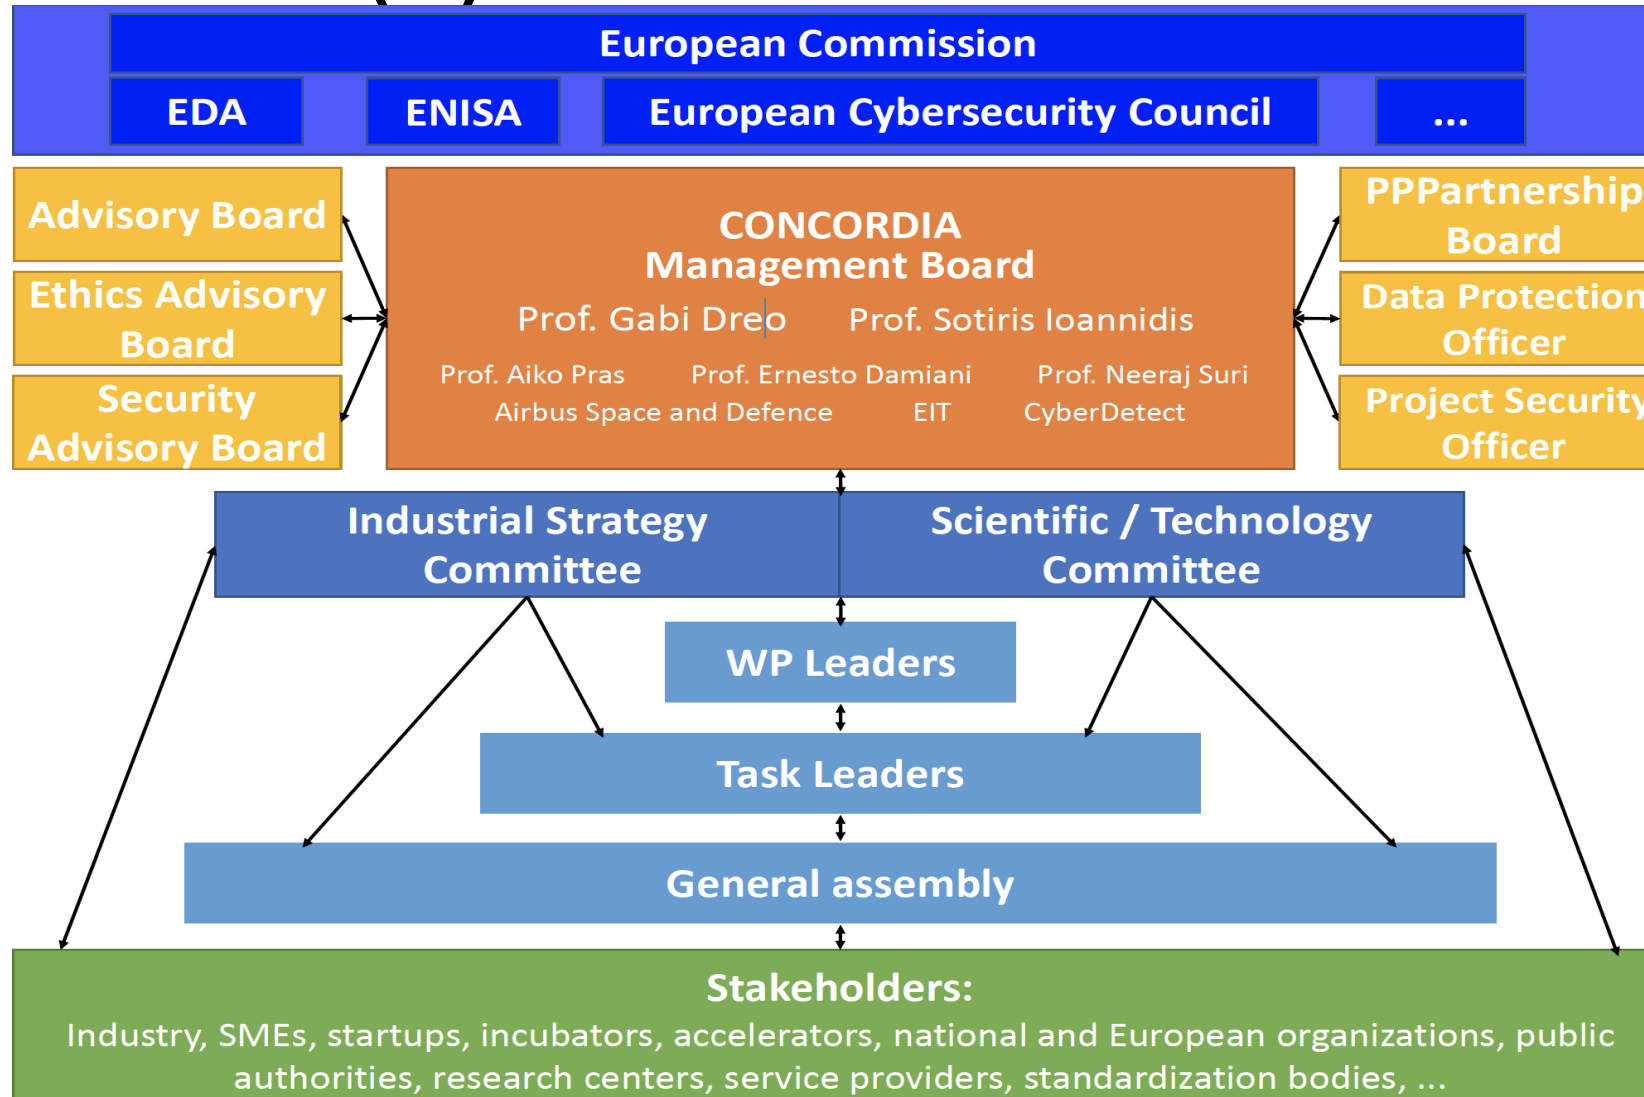 European Commission
EDA
ENISA
European Cybersecurity Council
...
Advisory Board
Ethics Advisory
Board
Security
Advisory Board
CONCORDIA
Management Board
Prof. Gabi Dreo
Prof. Sotiris Ioannidis
Prof. Aiko Pras
Prof. Ernesto Damiani
Prof. Neeraj Suri
Airbus Space and Defence
EIT
CyberDetect
PPPartnership
Board
Data Protection
Officer
Project Security
Officer
Industrial Strategy
Committee
Scientific / Technology
Committee
WP Leaders
Task Leaders
General assembly
Stakeholders:
Industry, SMEs, startups, incubators, accelerators, national and European organizations, public
authorities, research centers, service providers, standardization bodies, ...